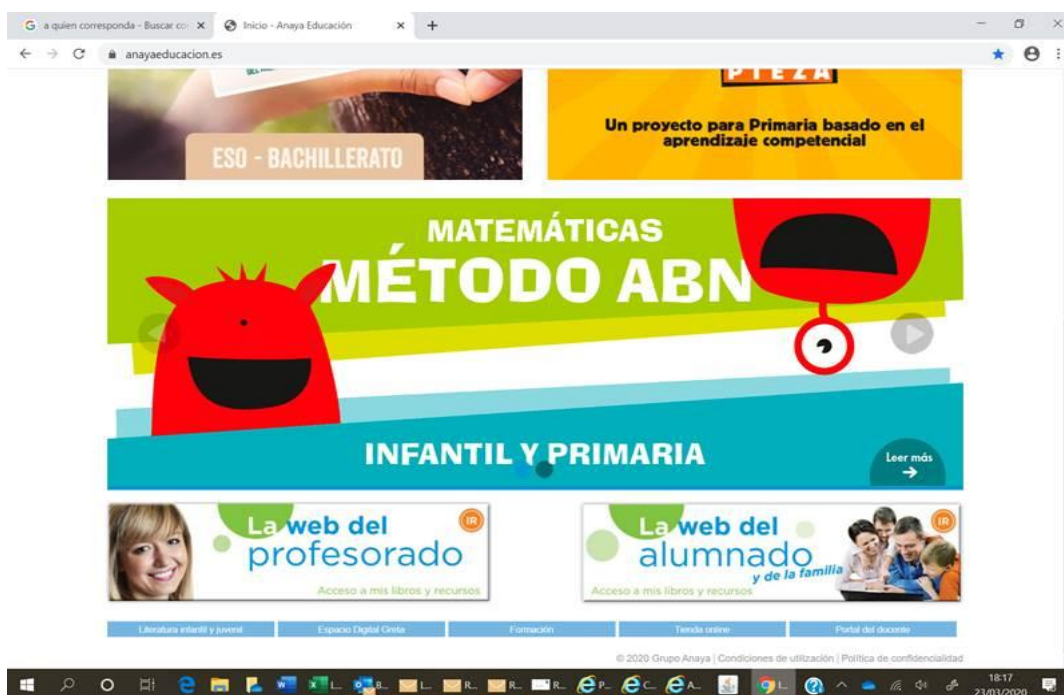 a quien corresponda - Buscar co
Inicio - Anaya Educación
anayaeducacion.es
PIEZA
ESO - BACHILLERATO
Un proyecto para Primaria basado en el
aprendizaje competencial
MATEMÁTICAS
MÉTODO ABN
INFANTIL Y PRIMARIA
Leer más
La web del
profesorado
IR
Acceso a mis libros y recursos
La web del
alumnado
y de la familia
IR
Acceso a mis libros y recursos
Literatura infantil y juvenil
Espacio Digital Greta
Formación
Tienda online
Portal del docente
© 2020 Grupo Anaya | Condiciones de utilización | Política de confidencialidad
L...
B...
L...
R...
R...
R...
P...
C...
A...
L...
18:17
23/03/2020